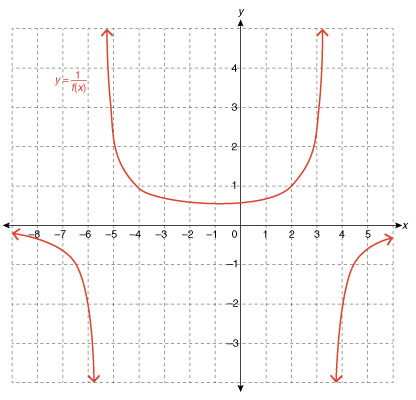 y
4
y = 1/f(x)
3
2
1
x
–8 –7 –6 –5 –4 –3 –2 –1 0 1 2 3 4 5
–1
–2
–3